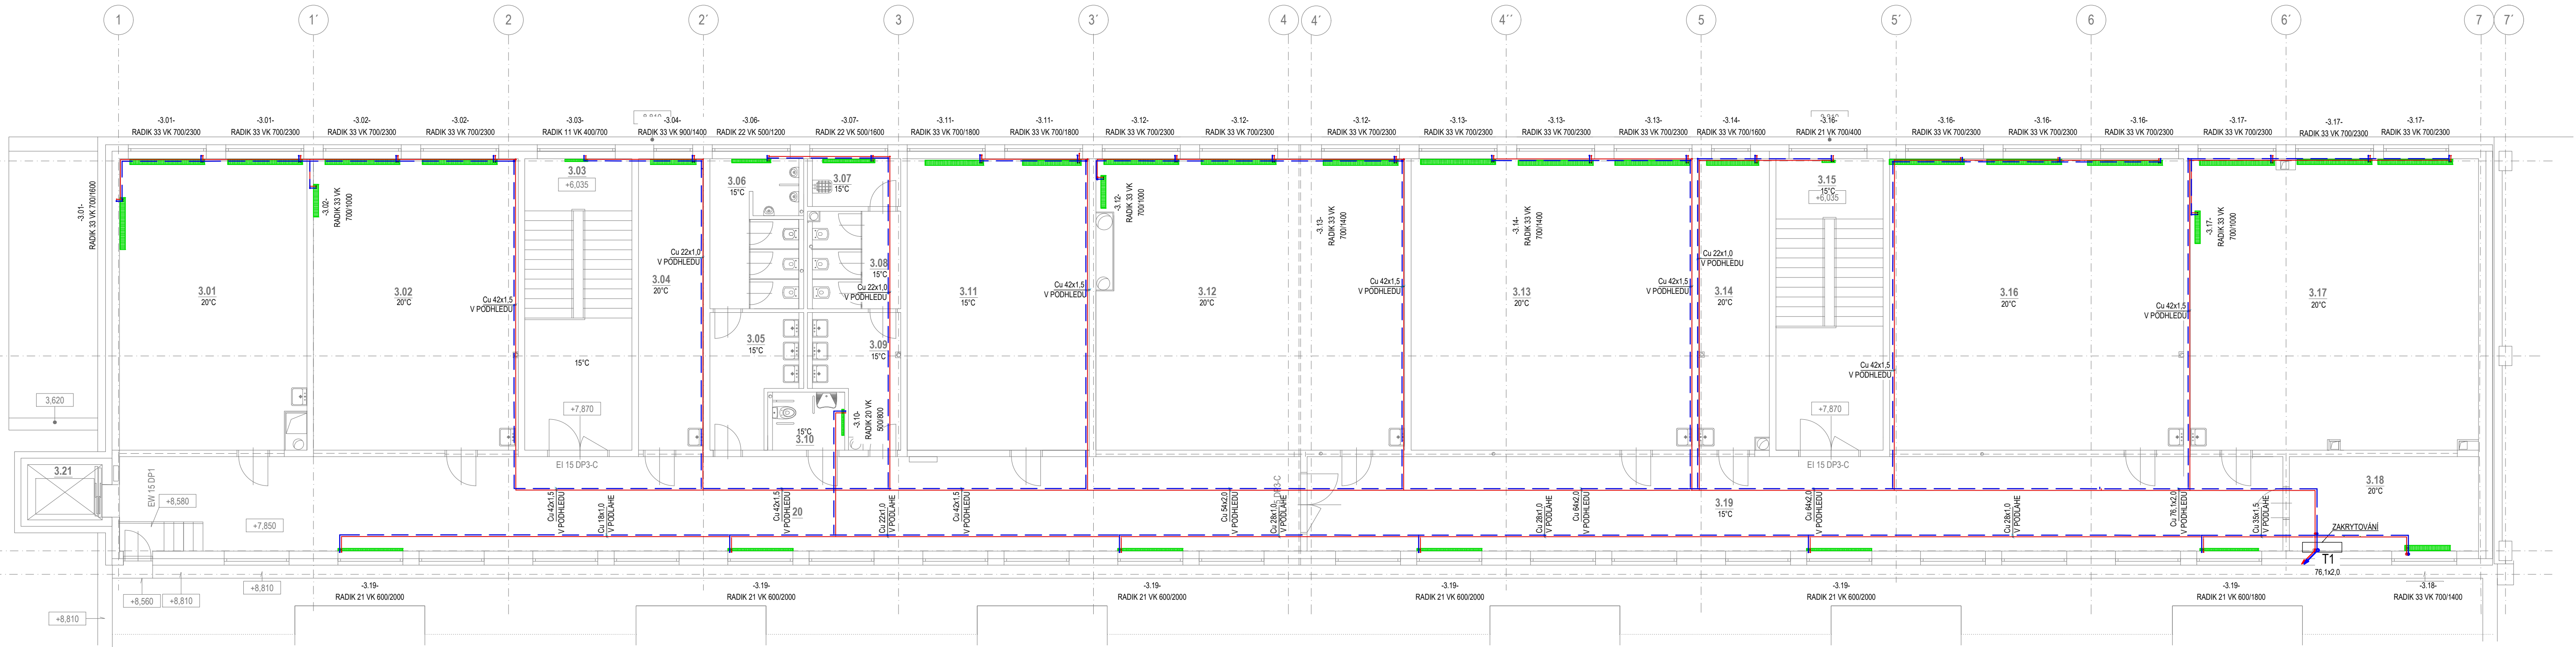 1 1´ 2 2´ 3 3´ 4 4´ 4´´ 5 5´ 6 6´ 7 7´
-3.01-
RADIK 33 VK 700/2300
-3.01-
RADIK 33 VK 700/2300
-3.02-
RADIK 33 VK 700/2300
-3.02-
RADIK 33 VK 700/2300
-3.03-
RADIK 11 VK 400/700
-3.04-
RADIK 33 VK 900/1400
-3.06-
RADIK 22 VK 500/1200
-3.07-
RADIK 22 VK 500/1600
-3.11-
RADIK 33 VK 700/1800
-3.11-
RADIK 33 VK 700/1800
-3.12-
RADIK 33 VK 700/2300
-3.12-
RADIK 33 VK 700/2300
-3.12-
RADIK 33 VK 700/2300
-3.13-
RADIK 33 VK 700/2300
-3.13-
RADIK 33 VK 700/2300
-3.13-
RADIK 33 VK 700/2300
-3.14-
RADIK 33 VK 700/1600
-3.16-
RADIK 21 VK 700/400
-3.16-
RADIK 33 VK 700/2300
-3.16-
RADIK 33 VK 700/2300
-3.16-
RADIK 33 VK 700/2300
-3.17-
RADIK 33 VK 700/2300
-3.17-
RADIK 33 VK 700/2300
-3.17-
RADIK 33 VK 700/2300
-3.01-
RADIK 33 VK 700/1600
-3.02-
RADIK 33 VK
700/1000
3.03
+6,035
3.06
15°C
3.07
15°C
-3.12-
RADIK 33 VK
700/1000
-3.13-
RADIK 33 VK
700/1400
-3.14-
RADIK 33 VK
700/1400
3.15
15°C
+6,035
-3.17-
RADIK 33 VK
700/1000
3.01
20°C
3.02
20°C
Cu 42x1,5
V PODHLEDU
3.04
20°C
Cu 22x1,0
V PODHLEDU
3.08
15°C
Cu 22x1,0
V PODHLEDU
3.11
15°C
Cu 42x1,5
V PODHLEDU
3.12
20°C
Cu 42x1,5
V PODHLEDU
3.13
20°C
Cu 42x1,5
V PODHLEDU
Cu 22x1,0
V PODHLEDU
3.14
20°C
3.16
20°C
Cu 42x1,5
V PODHLEDU
3.17
20°C
15°C
3.05
15°C
3.09
15°C
Cu 42x1,5
V PODHLEDU
3,620
+7,870
15°C
3.10
-3.10-
RADIK 20 VK
500/800
+7,870
EI 15 DP3-C
EI 15 DP3-C
3.21
EW 15 DP1
+8,580
+7,850
Cu 42x1,5
V PODHLEDU
Cu 18x1,0
V PODLAHE
Cu 42x1,5
V PODHLEDU
20
Cu 22x1,0
V PODLAHE
Cu 42x1,5
V PODHLEDU
Cu 54x2,0
V PODHLEDU
Cu 28x1,0
V PODLAHE
Cu 28x1,0
V PODLAHE
Cu 64x2,0
V PODHLEDU
3.19
15°C
Cu 64x2,0
V PODHLEDU
Cu 28x1,0
V PODLAHE
Cu 76,1x2,0
V PODHLEDU
Cu 35x1,5
V PODLAHE
3.18
20°C
ZAKRYTOVÁNÍ
T1
76,1x2,0
+8,560
+8,810
+8,810
+8,810
-3.19-
RADIK 21 VK 600/2000
-3.19-
RADIK 21 VK 600/2000
-3.19-
RADIK 21 VK 600/2000
-3.19-
RADIK 21 VK 600/2000
-3.19-
RADIK 21 VK 600/2000
-3.19-
RADIK 21 VK 600/1800
-3.18-
RADIK 33 VK 700/1400